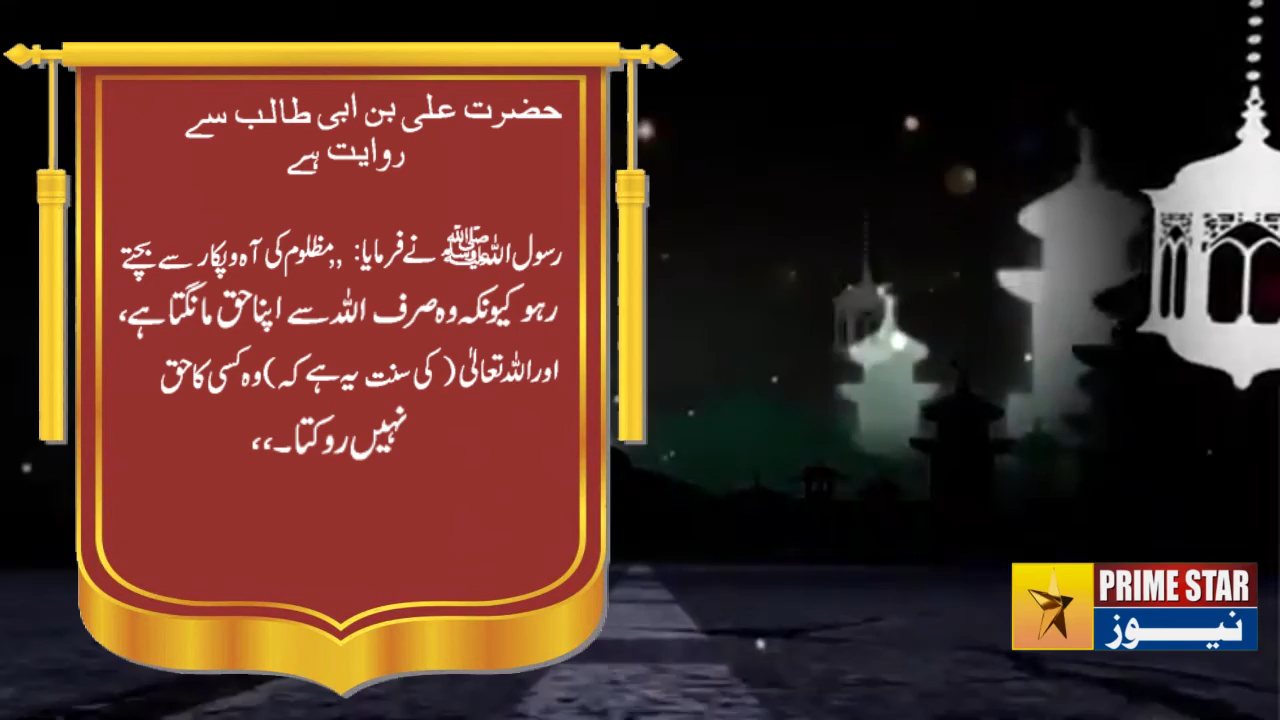 حضرت علی بن ابی طالب سے
روایت ہے
رسول اللہ ﷺ نے فرمایا: ,,مظلوم کی آہ و پکار سے بچتے
رہو کیونکہ وہ صرف اللہ سے اپنا حق مانگتا ہے،
اور اللہ تعالیٰ ( کی سنت یہ ہے کہ ) وہ کسی کا حق
نہیں روکتا۔،،
PRIME STAR
نیوز